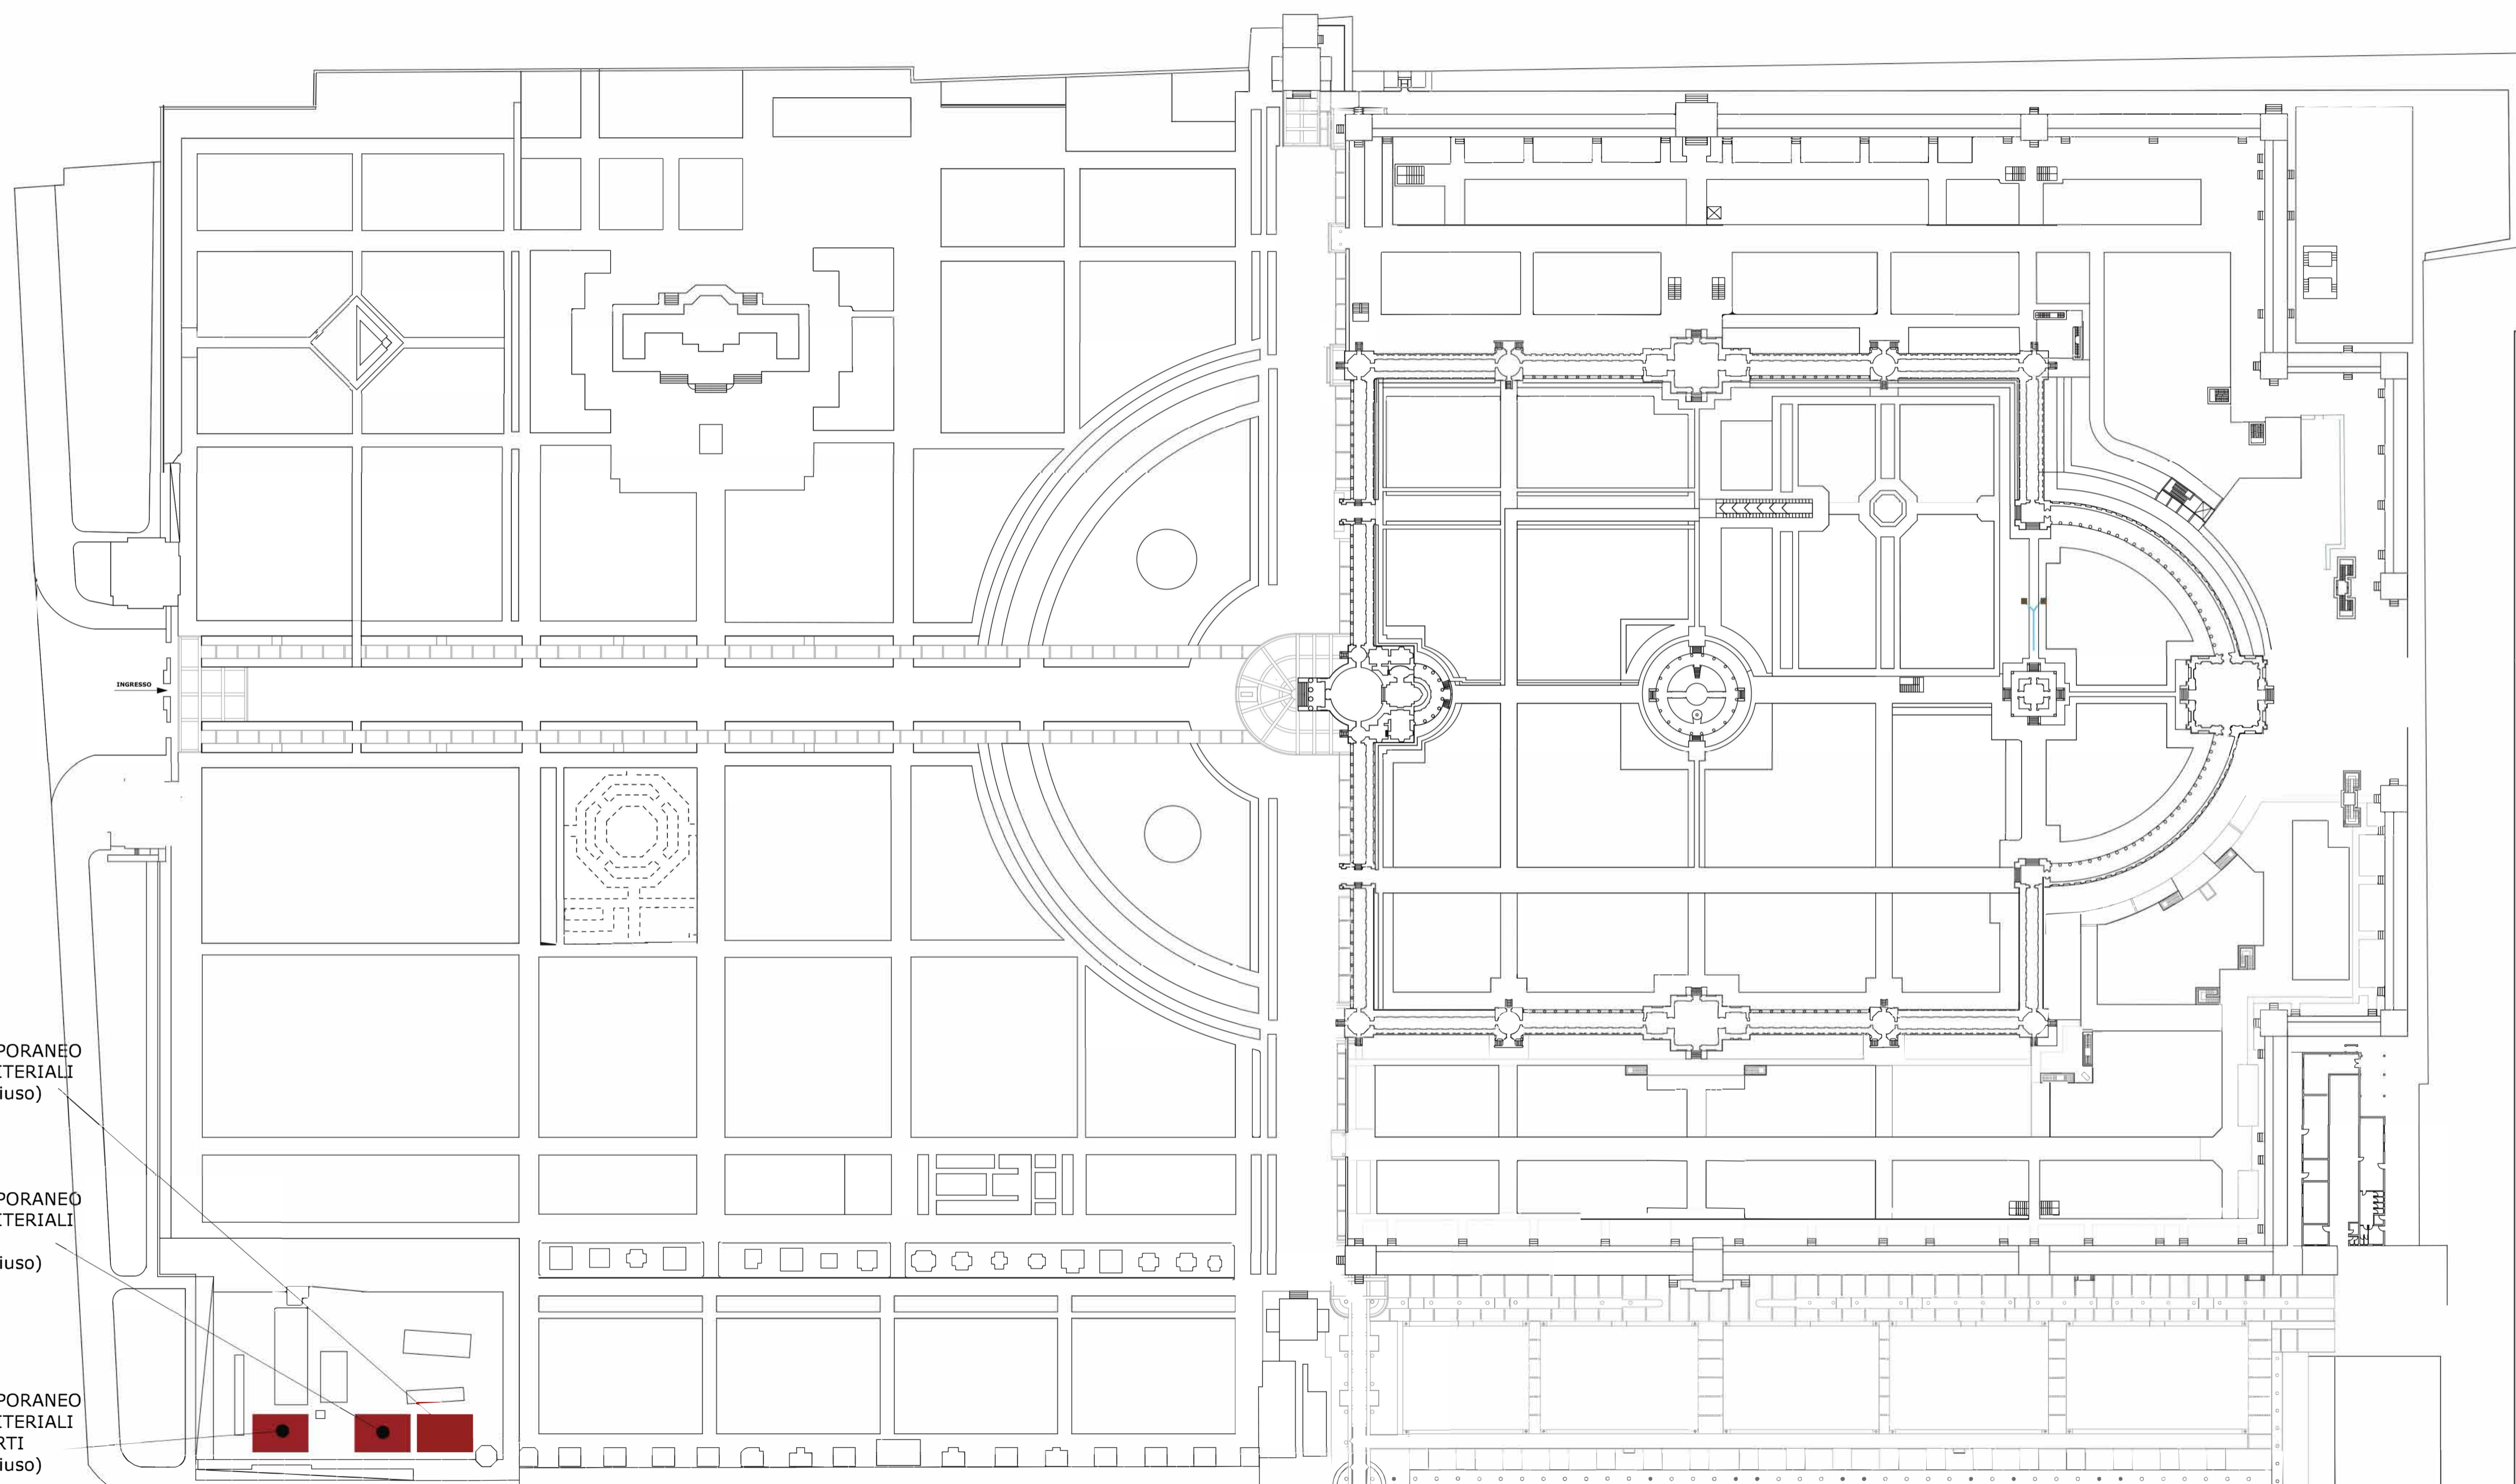 INGRESSO
PORANEO
ITERIALI
iuso)
PORANEO
ITERIALI
iuso)
PORANEO
ITERIALI
RTI
iuso)